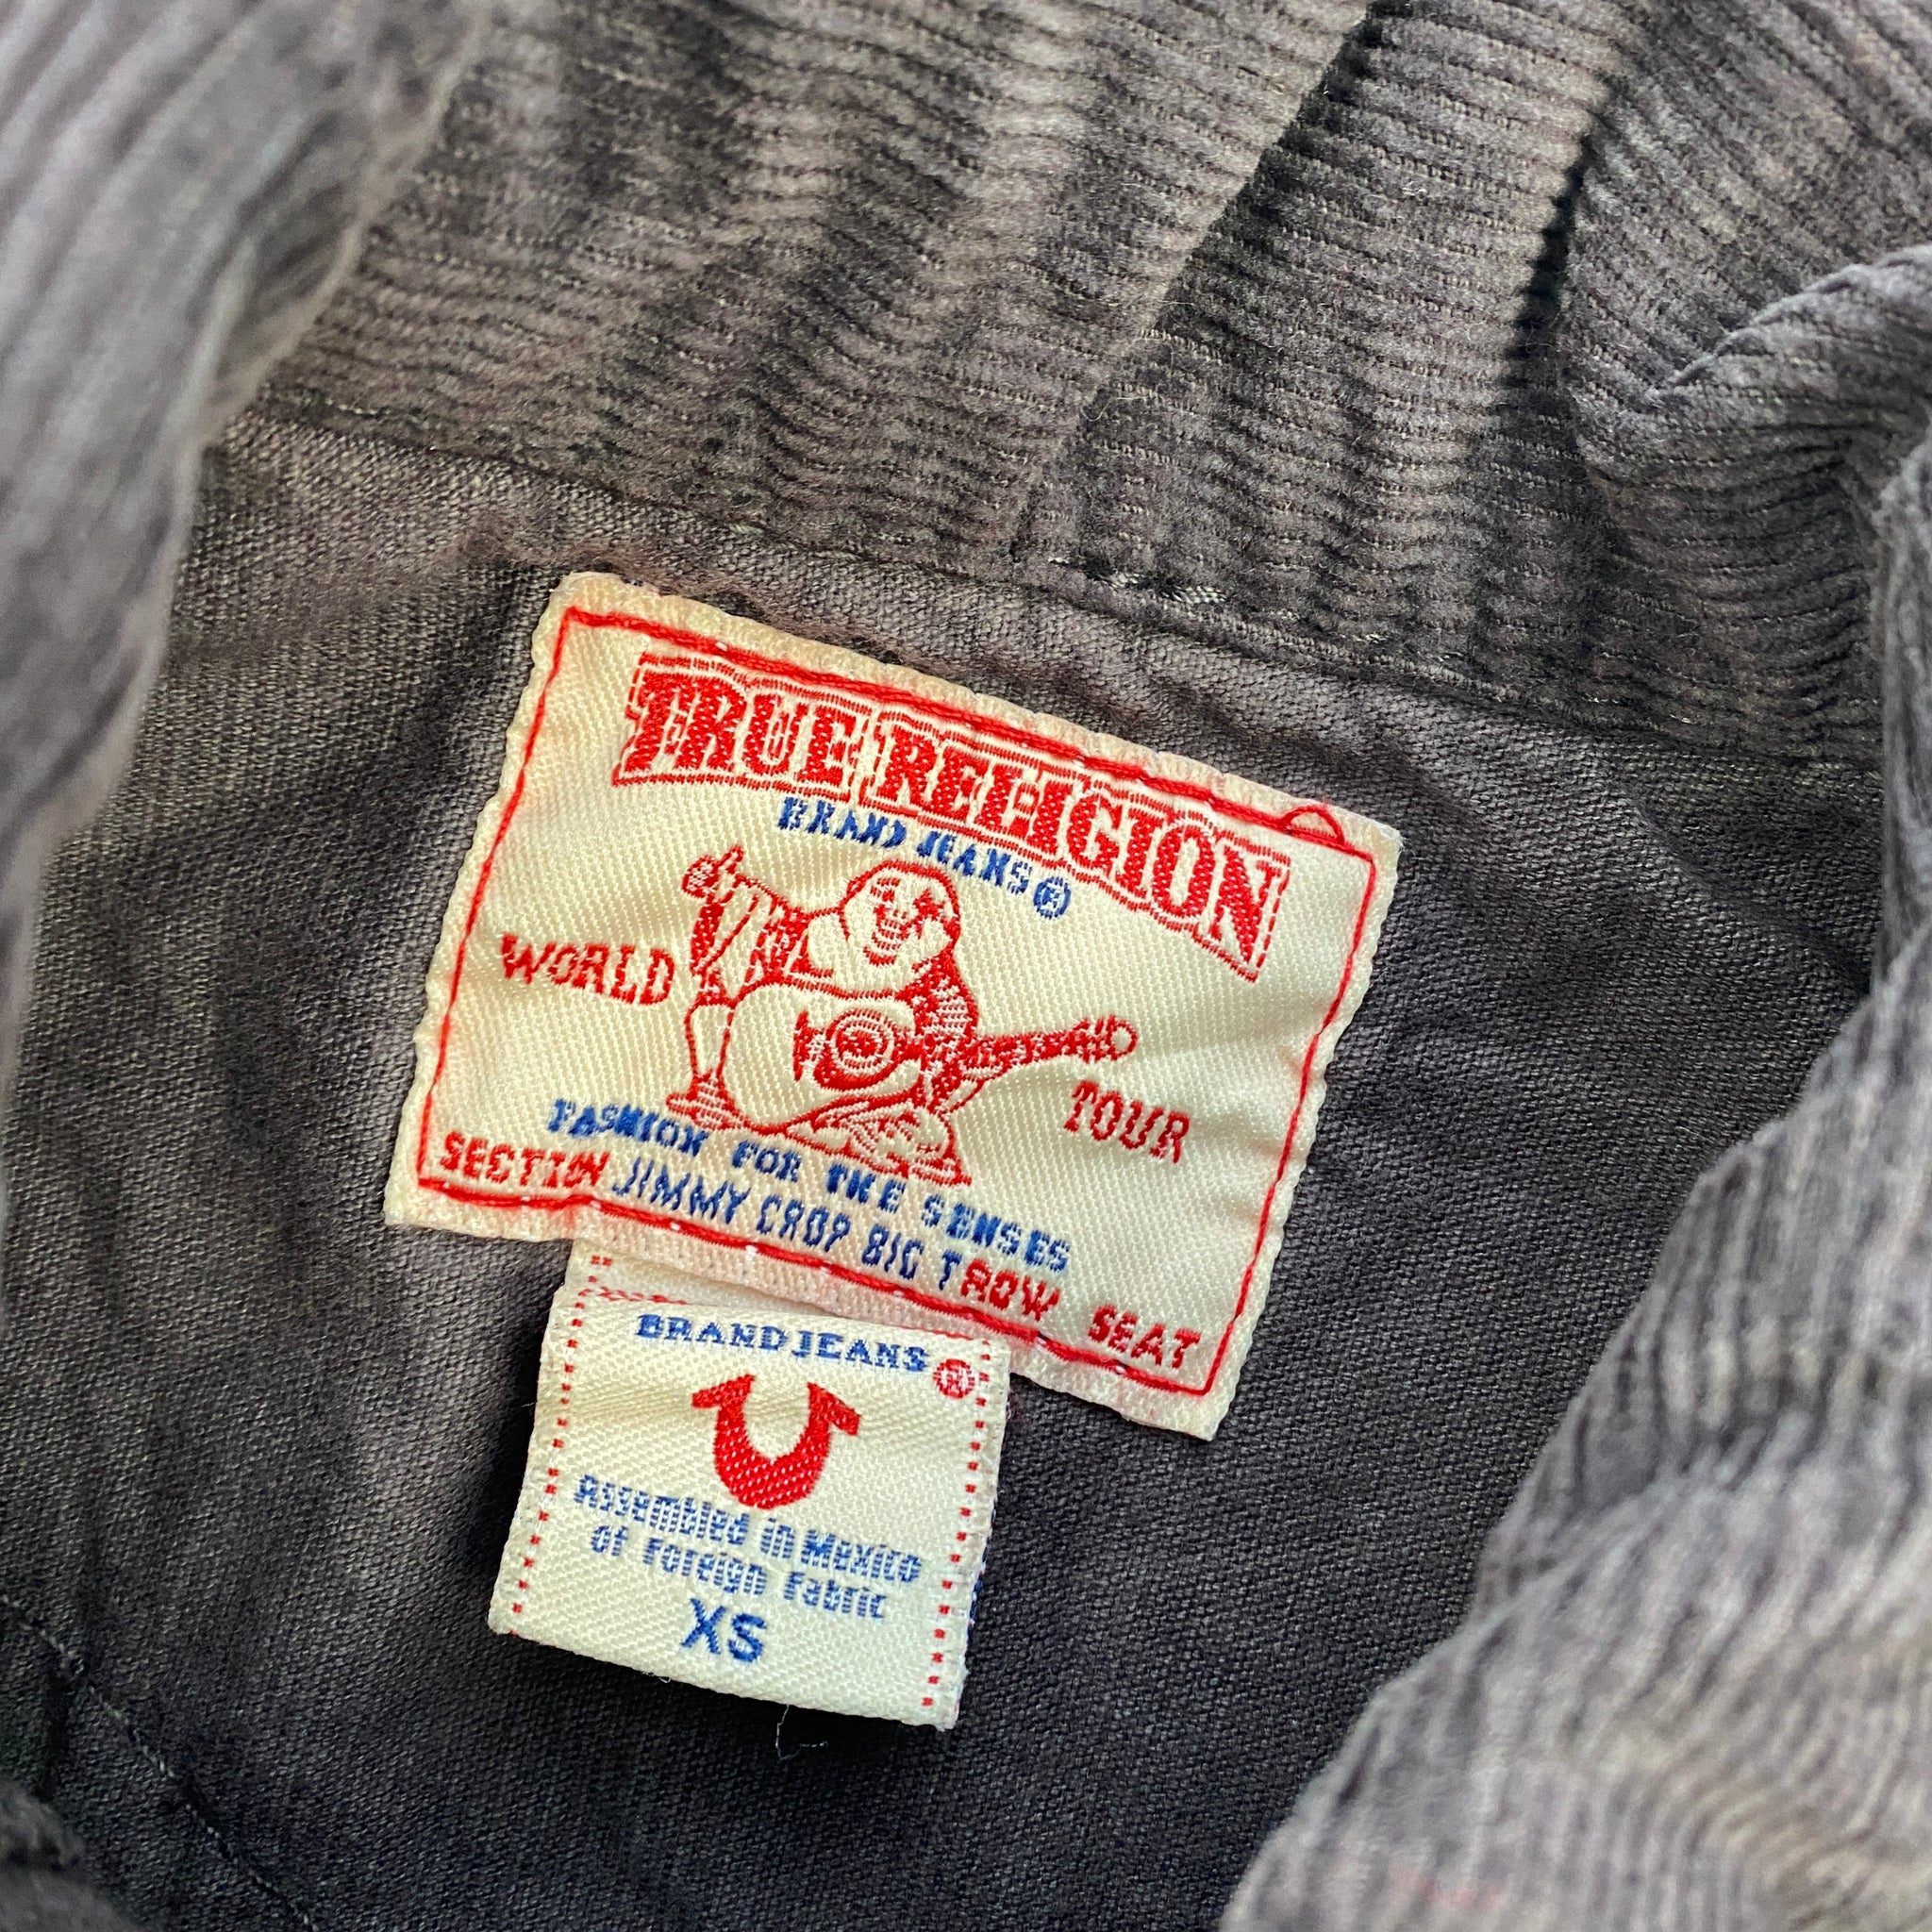 TRUE RELIGION
BRAND JEANS®
WORLD TOUR
FASHION FOR THE SENSES
SECTION JIMMY CROP BIG T ROW SEAT
BRAND JEANS®
Assembled in Mexico
of Foreign Fabric
XS